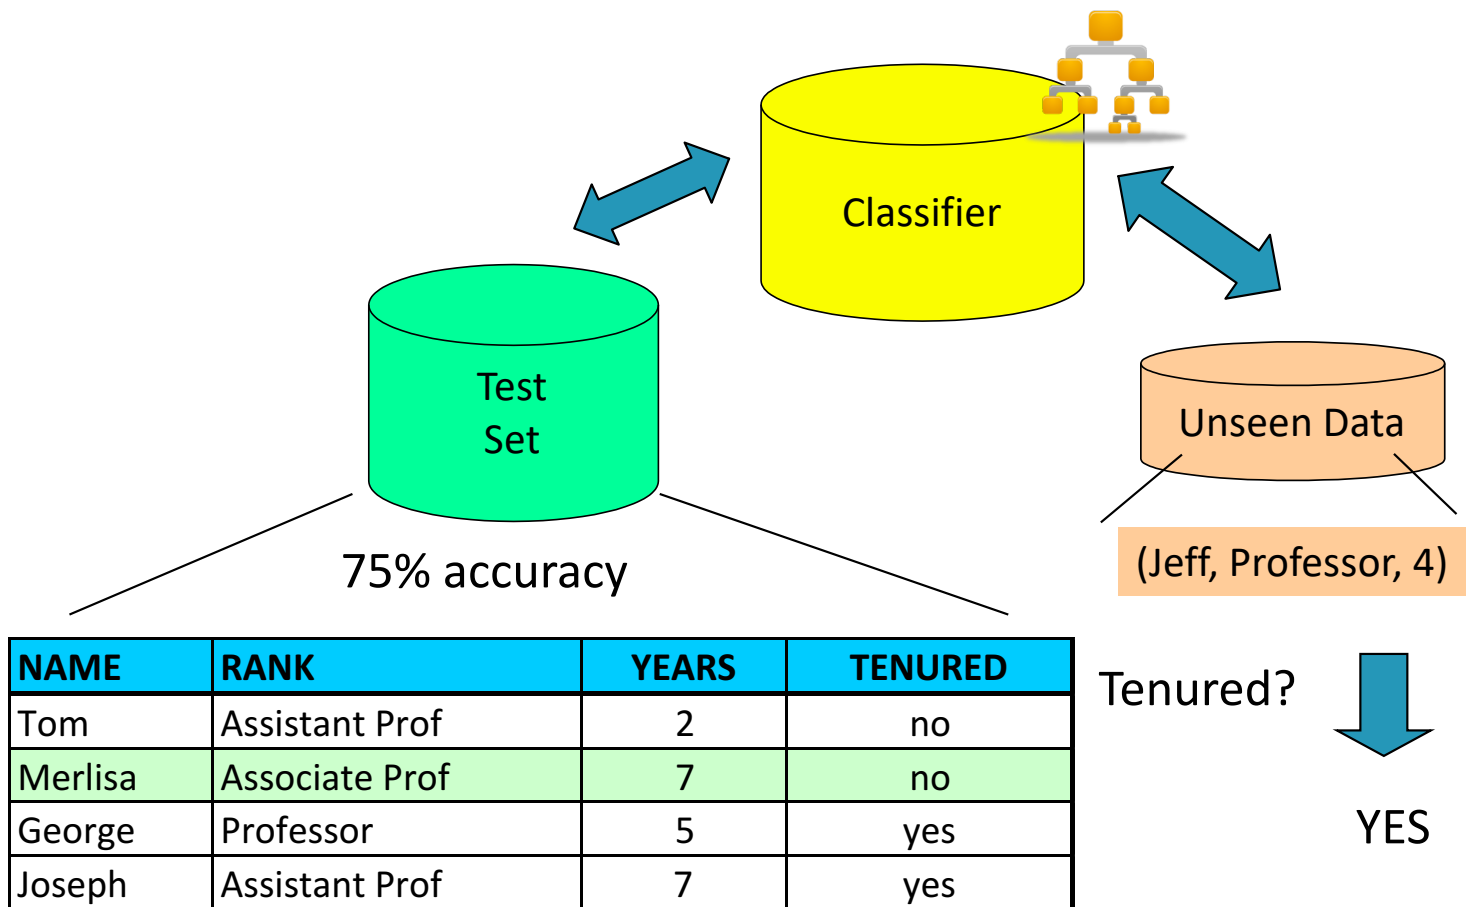 Classifier
Test
Set
Unseen Data
75% accuracy
(Jeff, Professor, 4)
NAME RANK YEARS TENURED
Tom Assistant Prof 2 no
Merlisa Associate Prof 7 no
George Professor 5 yes
Joseph Assistant Prof 7 yes
Tenured?
YES